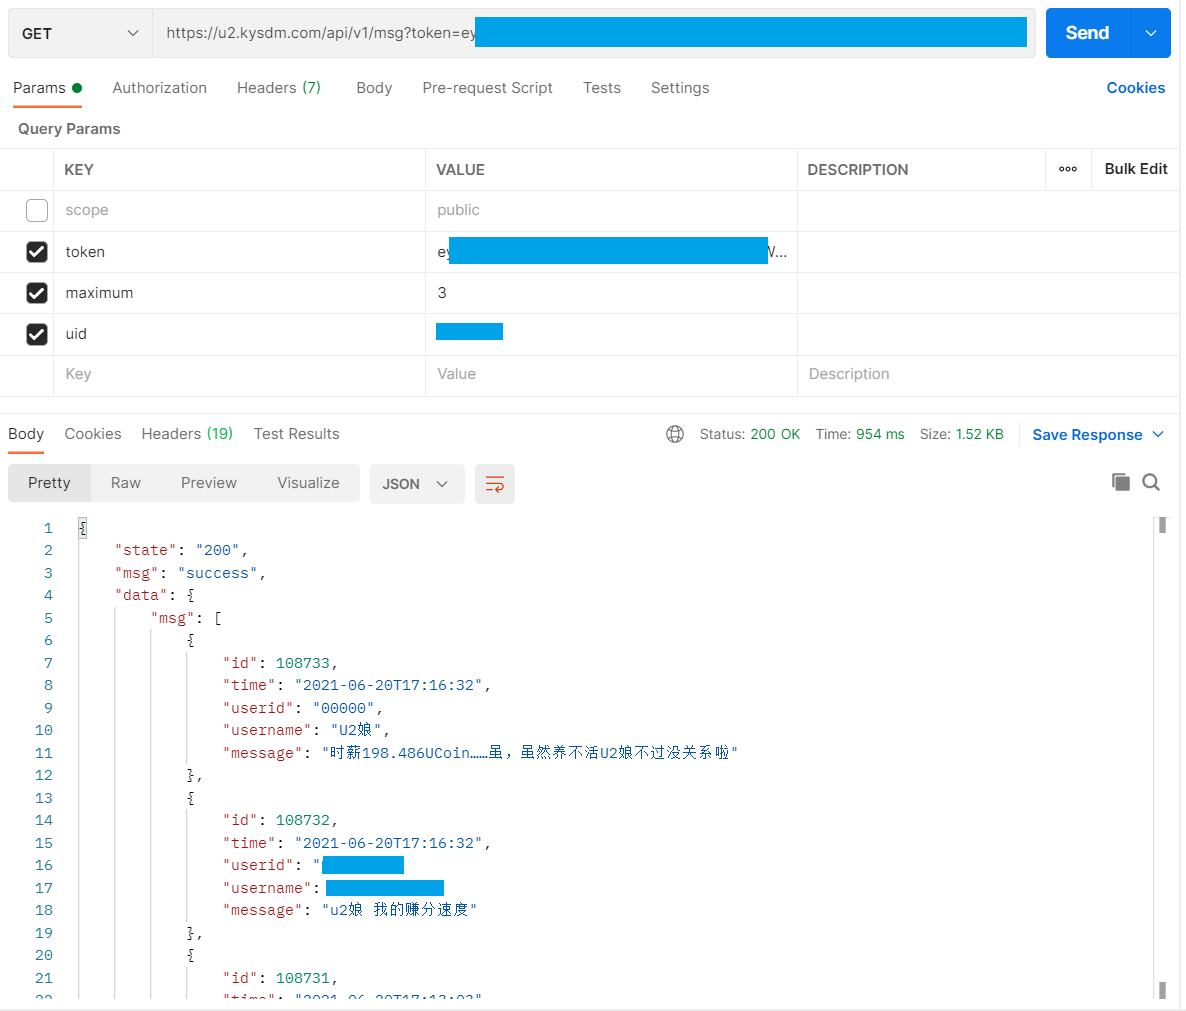 GET https://u2.kysdm.com/api/v1/msg?token=ey Send
Params Authorization Headers (7) Body Pre-request Script Tests Settings Cookies
Query Params
KEY VALUE DESCRIPTION ooo Bulk Edit
scope public
token ey W...
maximum 3
uid
Key Value Description
Body Cookies Headers (19) Test Results Status: 200 OK Time: 954 ms Size: 1.52 KB Save Response
Pretty Raw Preview Visualize JSON
1 {
2 "state": "200",
3 "msg": "success",
4 "data": {
5 "msg": [
6 {
7 "id": 108733,
8 "time": "2021-06-20T17:16:32",
9 "userid": "00000",
10 "username": "U2娘",
11 "message": "时薪198.486UCoin……虽，虽然养不活U2娘不过没关系啦"
12 },
13 {
14 "id": 108732,
15 "time": "2021-06-20T17:16:32",
16 "userid": "
17 "username":
18 "message": "u2娘 我的赚分速度"
19 },
20 {
21 "id": 108731,
22 "time": "2021-06-20T17:13:03"